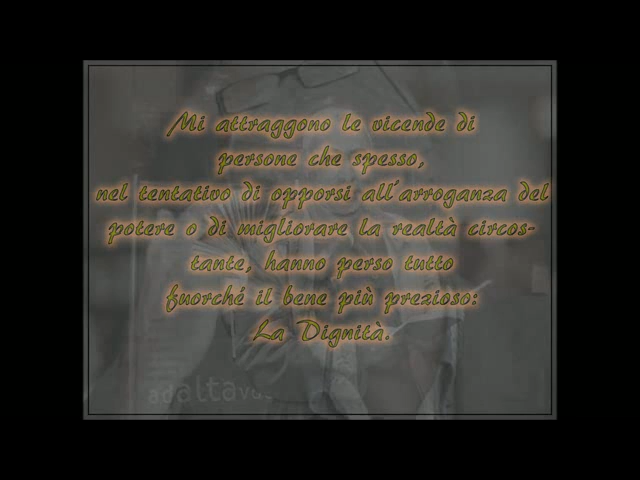 Mi attraggono le vicende di
persone che spesso,
nel tentativo di opporsi all'arroganza del
potere o di migliorare la realtà circos-
tante, hanno perso tutto
fuorché il bene più prezioso:
La Dignità.